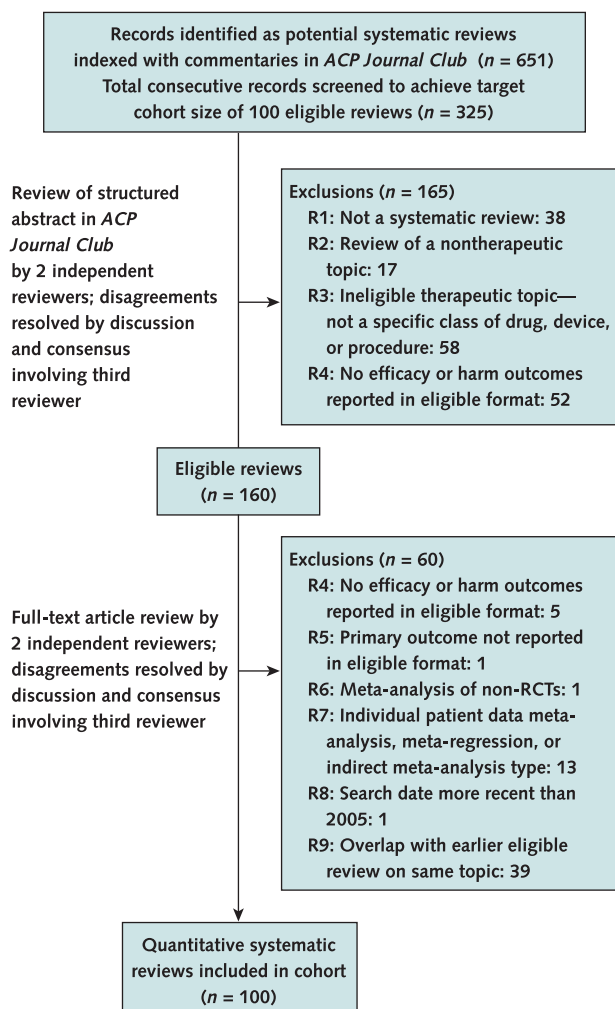 Records identified as potential systematic reviews
indexed with commentaries in ACP Journal Club (n = 651)
Total consecutive records screened to achieve target
cohort size of 100 eligible reviews (n = 325)
Review of structured
abstract in ACP
Journal Club
by 2 independent
reviewers; disagreements
resolved by discussion
and consensus
involving third
reviewer
Exclusions (n = 165)
R1: Not a systematic review: 38
R2: Review of a nontherapeutic
topic: 17
R3: Ineligible therapeutic topic—
not a specific class of drug, device,
or procedure: 58
R4: No efficacy or harm outcomes
reported in eligible format: 52
Eligible reviews
(n = 160)
Full-text article review by
2 independent reviewers;
disagreements resolved by
discussion and consensus
involving third reviewer
Exclusions (n = 60)
R4: No efficacy or harm outcomes
reported in eligible format: 5
R5: Primary outcome not reported
in eligible format: 1
R6: Meta-analysis of non-RCTs: 1
R7: Individual patient data meta-
analysis, meta-regression, or
indirect meta-analysis type: 13
R8: Search date more recent than
2005: 1
R9: Overlap with earlier eligible
review on same topic: 39
Quantitative systematic
reviews included in cohort
(n = 100)